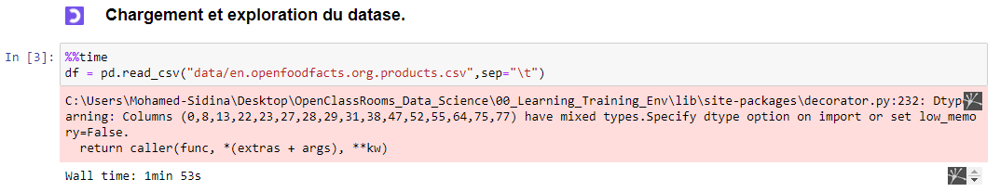 Chargement et exploration du datase.
In [3]: %%time
df = pd.read_csv("data/en.openfoodfacts.org.products.csv",sep="\t")
C:\Users\Mohamed-Sidina\Desktop\OpenClassRooms_Data_Science\00_Learning_Training_Env\lib\site-packages\decorator.py:232: Dtyp
arning: Columns (0,8,13,22,23,27,28,29,31,38,47,52,55,64,75,77) have mixed types.Specify dtype option on import or set low_memo
ry=False.
return caller(func, *(extras + args), **kw)
Wall time: 1min 53s